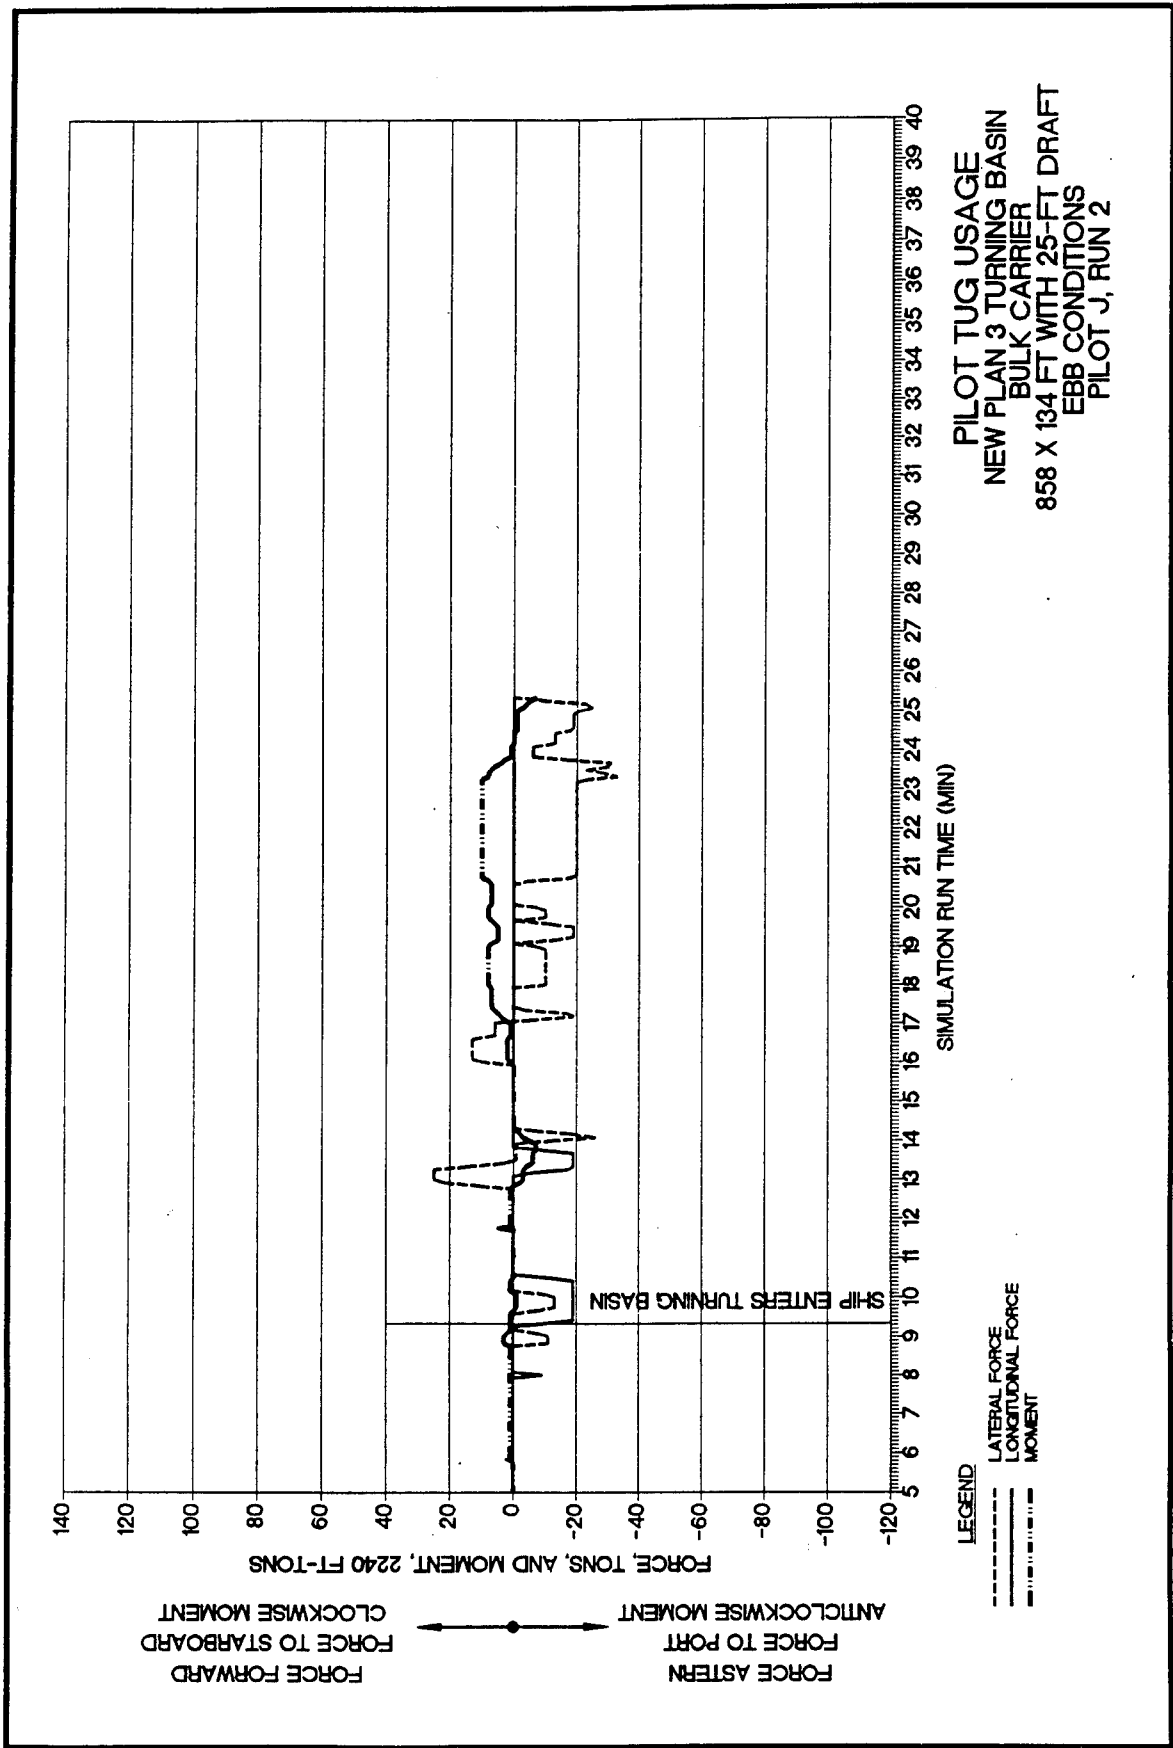 FORCE FORWARD
FORCE TO STARBOARD
CLOCKWISE MOMENT
FORCE ASTERN
FORCE TO PORT
ANTICLOCKWISE MOMENT
FORCE, TONS, AND MOMENT, 2240 FT-TONS
140
120
100
80
60
40
20
0
-20
-40
-60
-80
-100
-120
SHIP ENTERS TURNING BASIN
5 6 7 8 9 10 11 12 13 14 15 16 17 18 19 20 21 22 23 24 25 26 27 28 29 30 31 32 33 34 35 36 37 38 39 40
SIMULATION RUN TIME (MIN)
LEGEND
LATERAL FORCE
LONGITUDINAL FORCE
MOMENT
PILOT TUG USAGE
NEW PLAN 3 TURNING BASIN
BULK CARRIER
858 X 134 FT WITH 25-FT DRAFT
EBB CONDITIONS
PILOT J, RUN 2